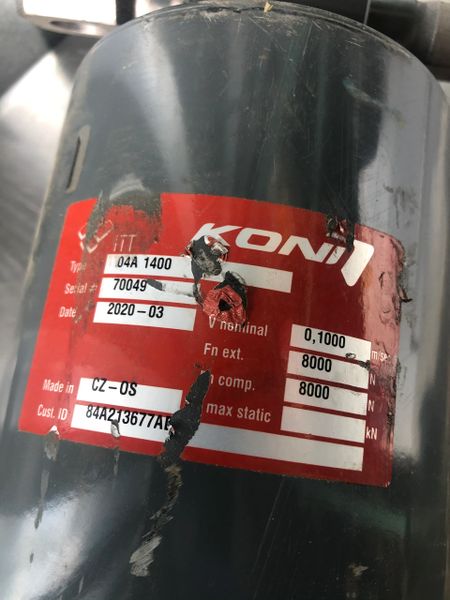 ITT KONI
Type 04A 1400
Serial # 70049
Date 2020-03
V nominal 0,1000
Fn ext. 8000 N
comp. 8000 N
Made in CZ-OS
max static kN
Cust. ID